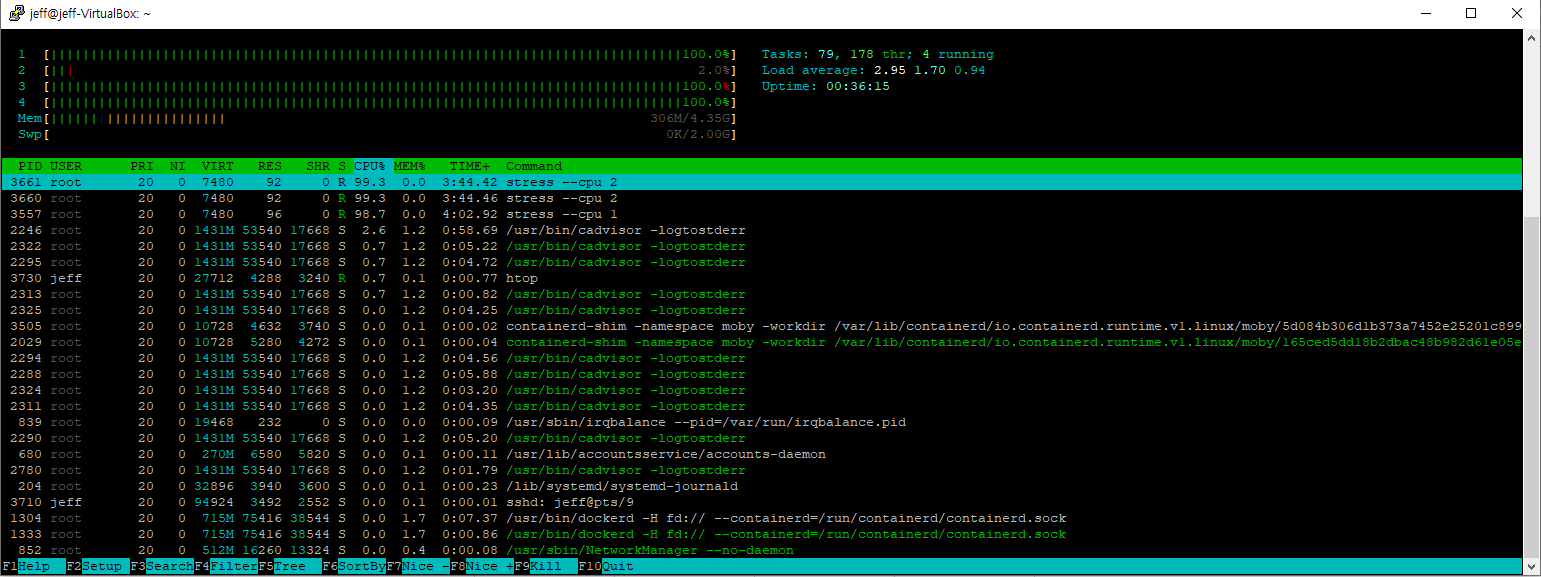 jeff@jeff-VirtualBox: ~
1 [100.0%] Tasks: 79, 178 thr; 4 running
2 [2.0%] Load average: 2.95 1.70 0.94
3 [100.0%] Uptime: 00:36:15
4 [100.0%]
Mem[306M/4.35G]
Swp[0K/2.00G]
PID USER PRI NI VIRT RES SHR S CPU% MEM% TIME+ Command
3661 root 20 0 7480 92 0 R 99.3 0.0 3:44.42 stress --cpu 2
3660 root 20 0 7480 92 0 R 99.3 0.0 3:44.46 stress --cpu 2
3557 root 20 0 7480 96 0 R 98.7 0.0 4:02.92 stress --cpu 1
2246 root 20 0 1431M 53540 17668 S 2.6 1.2 0:58.69 /usr/bin/cadvisor -logtostderr
2322 root 20 0 1431M 53540 17668 S 0.7 1.2 0:05.22 /usr/bin/cadvisor -logtostderr
2295 root 20 0 1431M 53540 17668 S 0.7 1.2 0:04.72 /usr/bin/cadvisor -logtostderr
3730 jeff 20 0 27712 4288 3240 R 0.7 0.1 0:00.77 htop
2313 root 20 0 1431M 53540 17668 S 0.7 1.2 0:00.82 /usr/bin/cadvisor -logtostderr
2325 root 20 0 1431M 53540 17668 S 0.0 1.2 0:04.25 /usr/bin/cadvisor -logtostderr
3505 root 20 0 10728 4632 3740 S 0.0 0.1 0:00.02 containerd-shim -namespace moby -workdir /var/lib/containerd/io.containerd.runtime.v1.linux/moby/5d084b306d1b373a7452e25201c899
2029 root 20 0 10728 5280 4272 S 0.0 0.1 0:00.04 containerd-shim -namespace moby -workdir /var/lib/containerd/io.containerd.runtime.v1.linux/moby/165ced5dd18b2dbac48b982d61e05e
2294 root 20 0 1431M 53540 17668 S 0.0 1.2 0:04.56 /usr/bin/cadvisor -logtostderr
2288 root 20 0 1431M 53540 17668 S 0.0 1.2 0:05.88 /usr/bin/cadvisor -logtostderr
2324 root 20 0 1431M 53540 17668 S 0.0 1.2 0:03.20 /usr/bin/cadvisor -logtostderr
2311 root 20 0 1431M 53540 17668 S 0.0 1.2 0:04.35 /usr/bin/cadvisor -logtostderr
839 root 20 0 19468 232 0 S 0.0 0.0 0:00.09 /usr/sbin/irqbalance --pid=/var/run/irqbalance.pid
2290 root 20 0 1431M 53540 17668 S 0.0 1.2 0:05.20 /usr/bin/cadvisor -logtostderr
680 root 20 0 270M 6580 5820 S 0.0 0.1 0:00.11 /usr/lib/accountsservice/accounts-daemon
2780 root 20 0 1431M 53540 17668 S 0.0 1.2 0:01.79 /usr/bin/cadvisor -logtostderr
204 root 20 0 32896 3940 3600 S 0.0 0.1 0:00.23 /lib/systemd/systemd-journald
3710 jeff 20 0 94924 3492 2552 S 0.0 0.1 0:00.01 sshd: jeff@pts/9
1304 root 20 0 715M 75416 38544 S 0.0 1.7 0:07.37 /usr/bin/dockerd -H fd:// --containerd=/run/containerd/containerd.sock
1333 root 20 0 715M 75416 38544 S 0.0 1.7 0:00.86 /usr/bin/dockerd -H fd:// --containerd=/run/containerd/containerd.sock
852 root 20 0 512M 16260 13324 S 0.0 0.4 0:00.08 /usr/sbin/NetworkManager --no-daemon
F1Help F2Setup F3SearchF4FilterF5Tree F6SortByF7Nice -F8Nice +F9Kill F10Quit